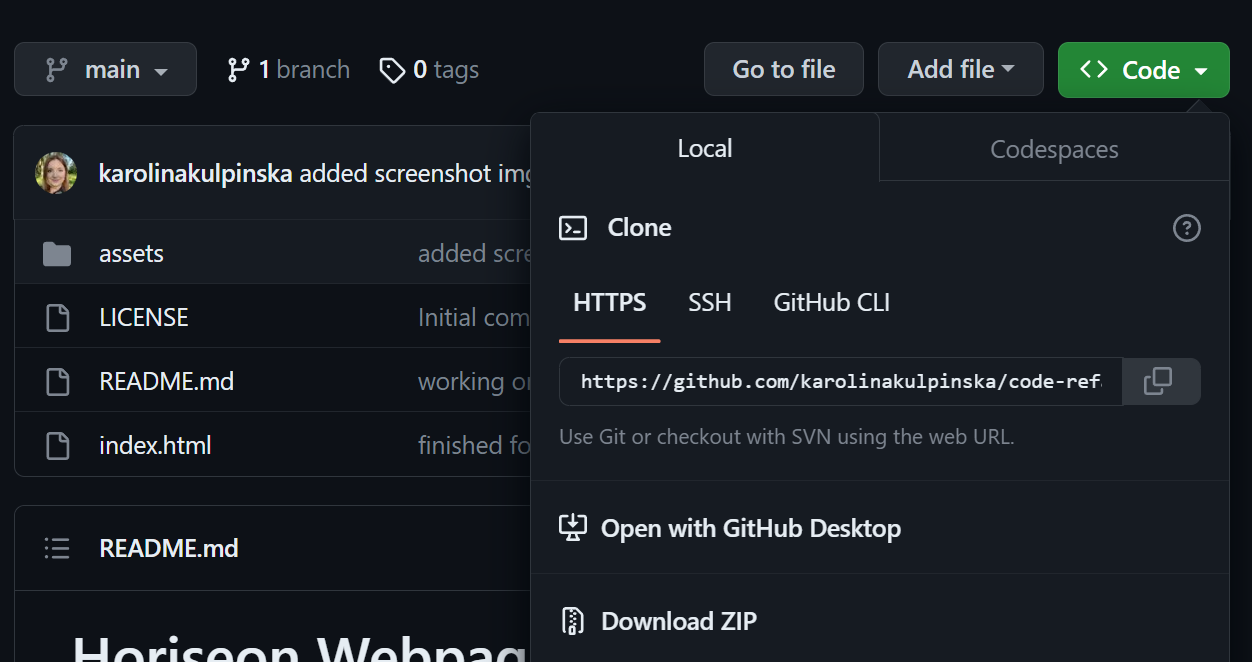 main 1 branch 0 tags Go to file Add file <> Code
Local Codespaces
karolinakulpinska added screenshot img
Clone
assets added scre
HTTPS SSH GitHub CLI
LICENSE Initial com
https://github.com/karolinakulpinska/code-ref
README.md working on
Use Git or checkout with SVN using the web URL.
index.html finished fo
Open with GitHub Desktop
README.md
Download ZIP
Horiseon Webpag